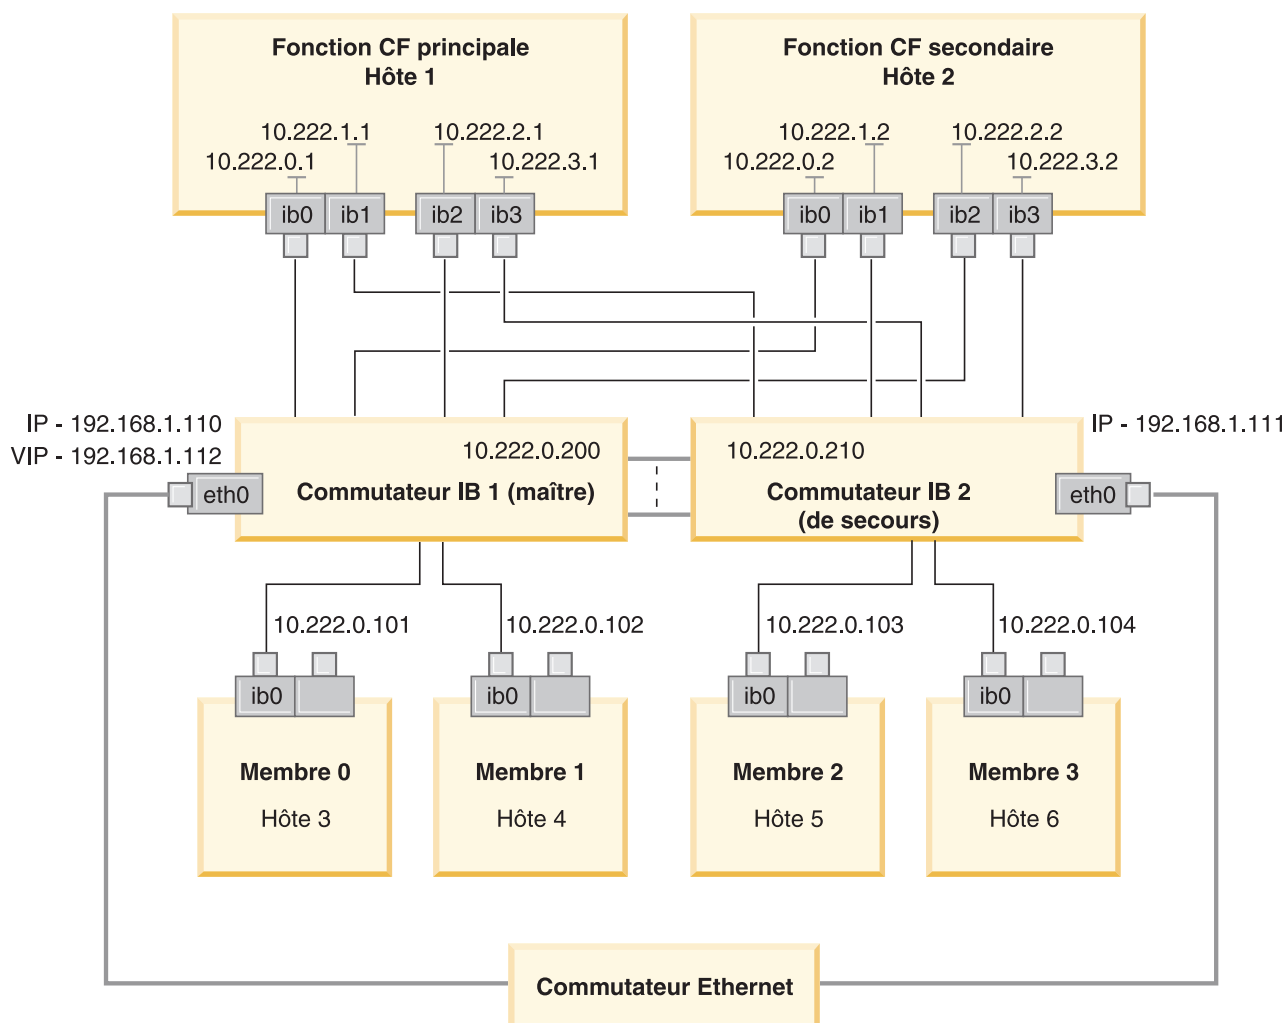 Fonction CF principale
Hôte 1
Fonction CF secondaire
Hôte 2
10.222.1.1
10.222.2.1
10.222.0.1
10.222.3.1
10.222.1.2
10.222.2.2
10.222.0.2
10.222.3.2
ib0
ib1
ib2
ib3
ib0
ib1
ib2
ib3
IP - 192.168.1.110
VIP - 192.168.1.112
10.222.0.200
10.222.0.210
IP - 192.168.1.111
eth0
Commutateur IB 1 (maître)
Commutateur IB 2
(de secours)
eth0
10.222.0.101
10.222.0.102
10.222.0.103
10.222.0.104
ib0
ib0
ib0
ib0
Membre 0
Hôte 3
Membre 1
Hôte 4
Membre 2
Hôte 5
Membre 3
Hôte 6
Commutateur Ethernet